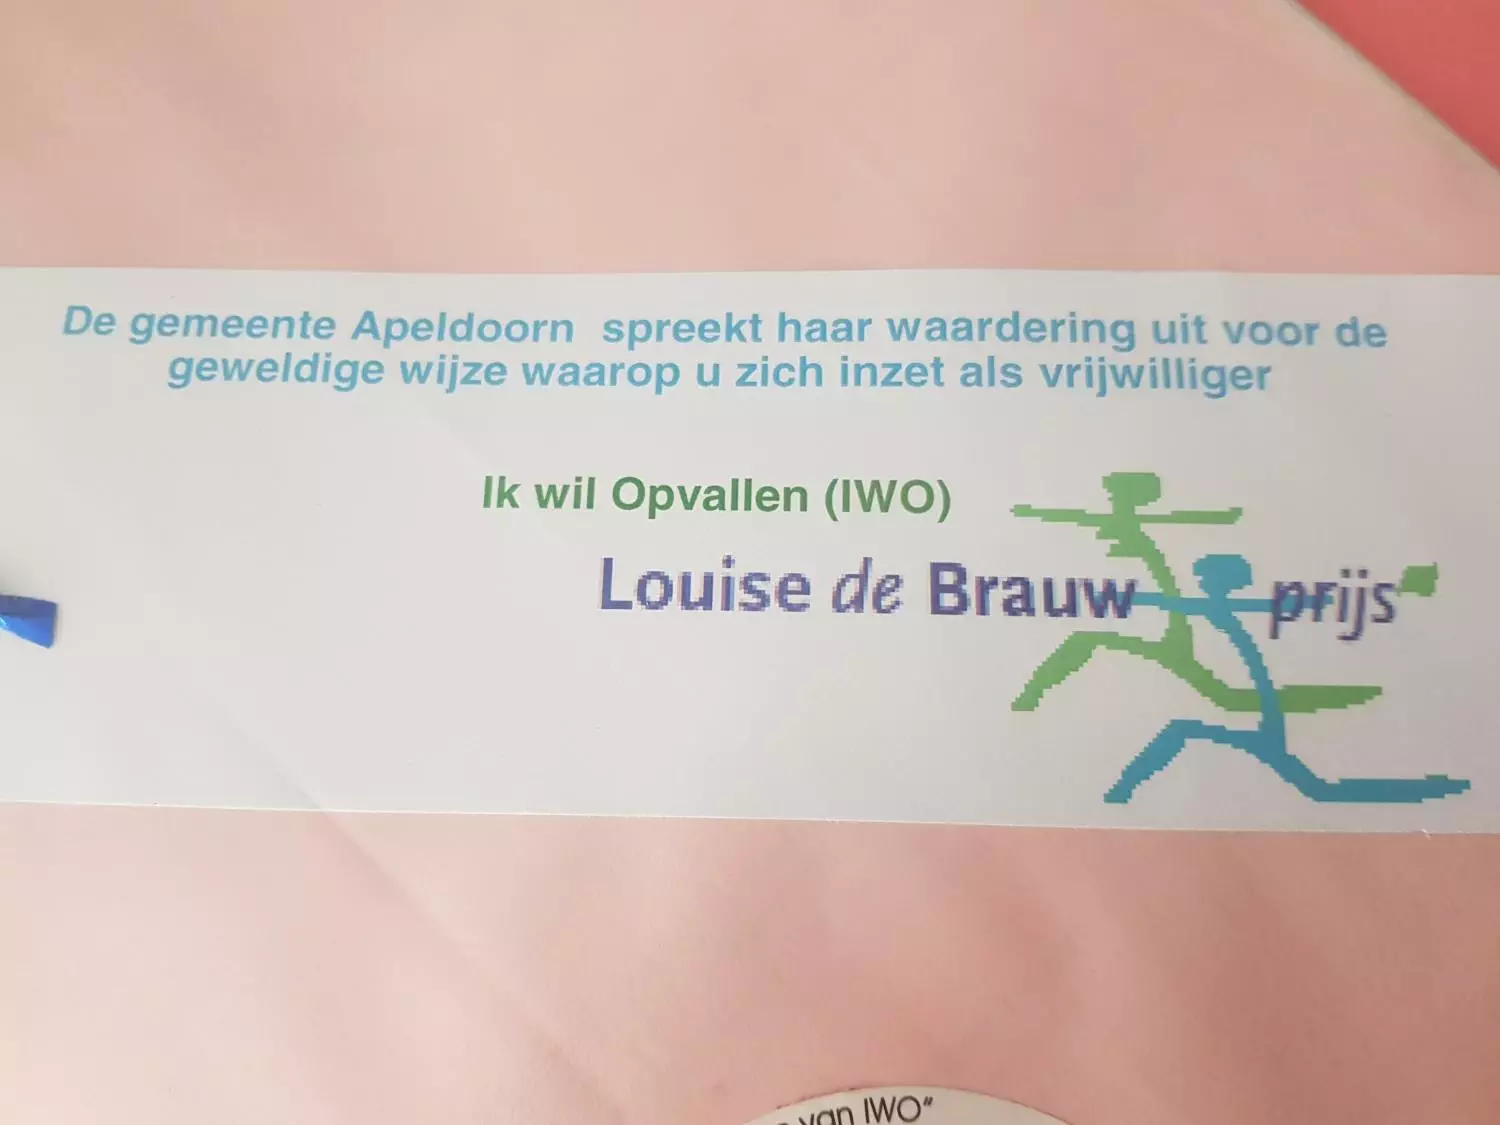 De gemeente Apeldoorn spreekt haar waardering uit voor de
geweldige wijze waarop u zich inzet als vrijwilliger
Ik wil Opvallen (IWO)
Louise de Brauw prijs
van IWO"